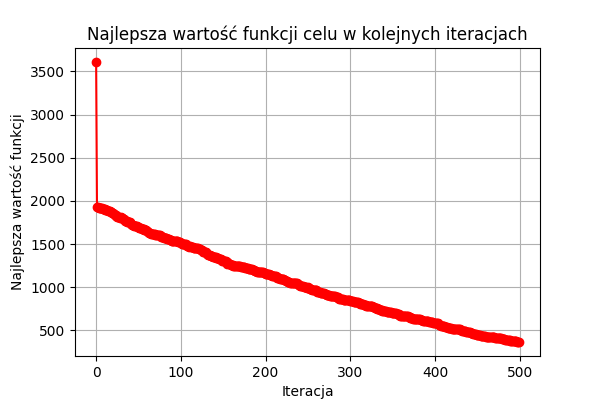 Najlepsza wartość funkcji celu w kolejnych iteracjach
Najlepsza wartość funkcji
3500
3000
2500
2000
1500
1000
500
0 100 200 300 400 500
Iteracja